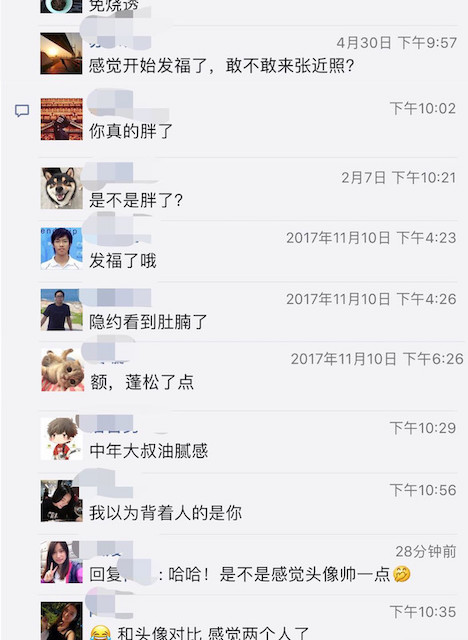 免烧透
4月30日 下午9:57
感觉开始发福了，敢不敢来张近照?
下午10:02
你真的胖了
2月7日 下午10:21
是不是胖了?
2017年11月10日 下午4:23
发福了哦
2017年11月10日 下午4:26
隐约看到肚腩了
2017年11月10日 下午6:26
额，蓬松了点
下午10:29
中年大叔油腻感
下午10:56
我以为背着人的是你
28分钟前
回复 : 哈哈！是不是感觉头像帅一点🤣
下午10:35
😂 和头像对比 感觉两个人了